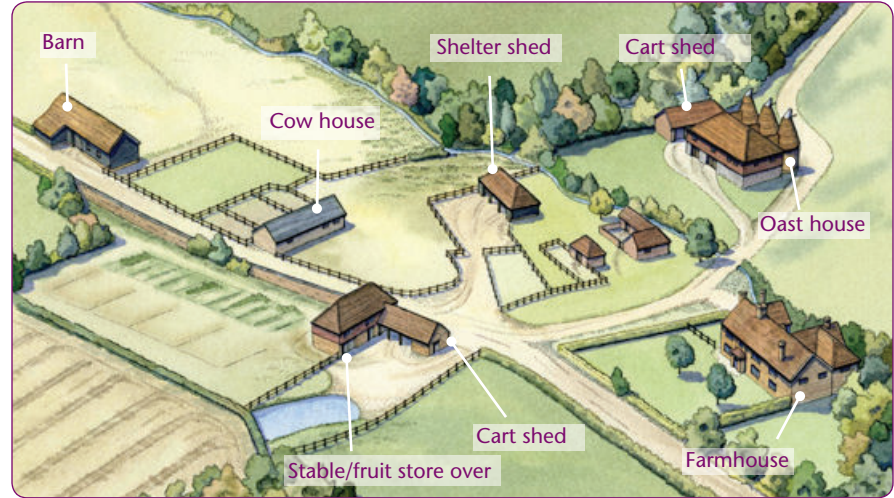 Barn
Shelter shed
Cart shed
Cow house
Oast house
Cart shed
Farmhouse
Stable/fruit store over